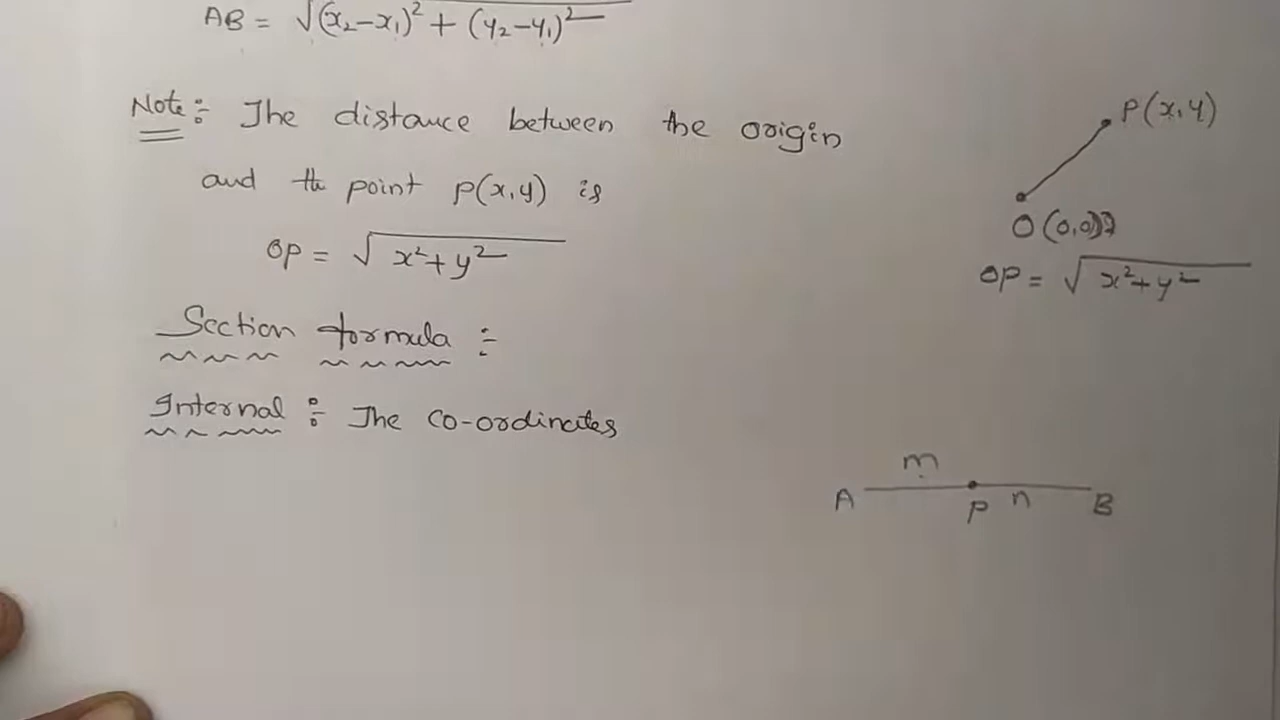 AB = √(x₂-x₁)² + (y₂-y₁)²
Note:- The distance between the origin
and the point P(x,y) is
OP = √x²+y²
Section formula :-
Internal :- The Co-ordinates
P(x,y)
O(0,0)
OP = √x²+y²
m
A P n B